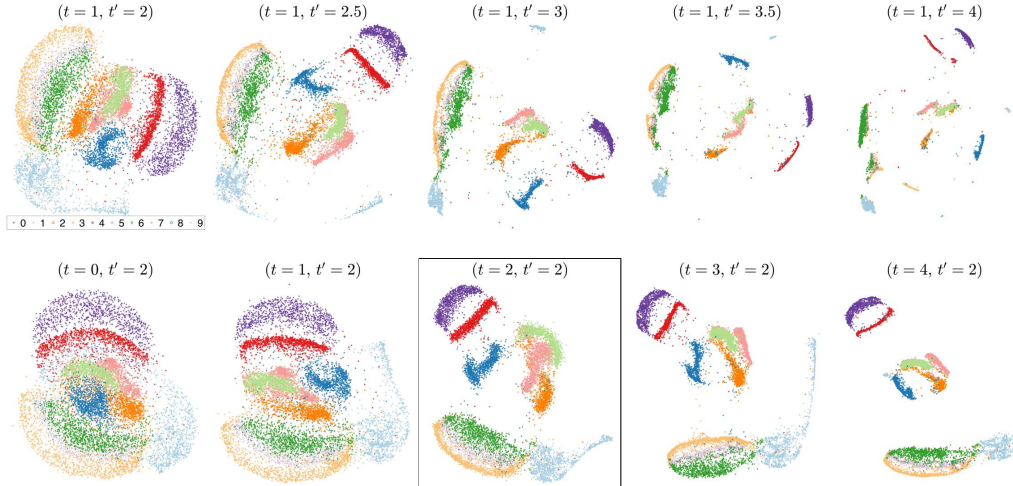 (t = 1, t′ = 2) (t = 1, t′ = 2.5) (t = 1, t′ = 3) (t = 1, t′ = 3.5) (t = 1, t′ = 4)
0 1 2 3 4 5 6 7 8 9
(t = 0, t′ = 2) (t = 1, t′ = 2) (t = 2, t′ = 2) (t = 3, t′ = 2) (t = 4, t′ = 2)